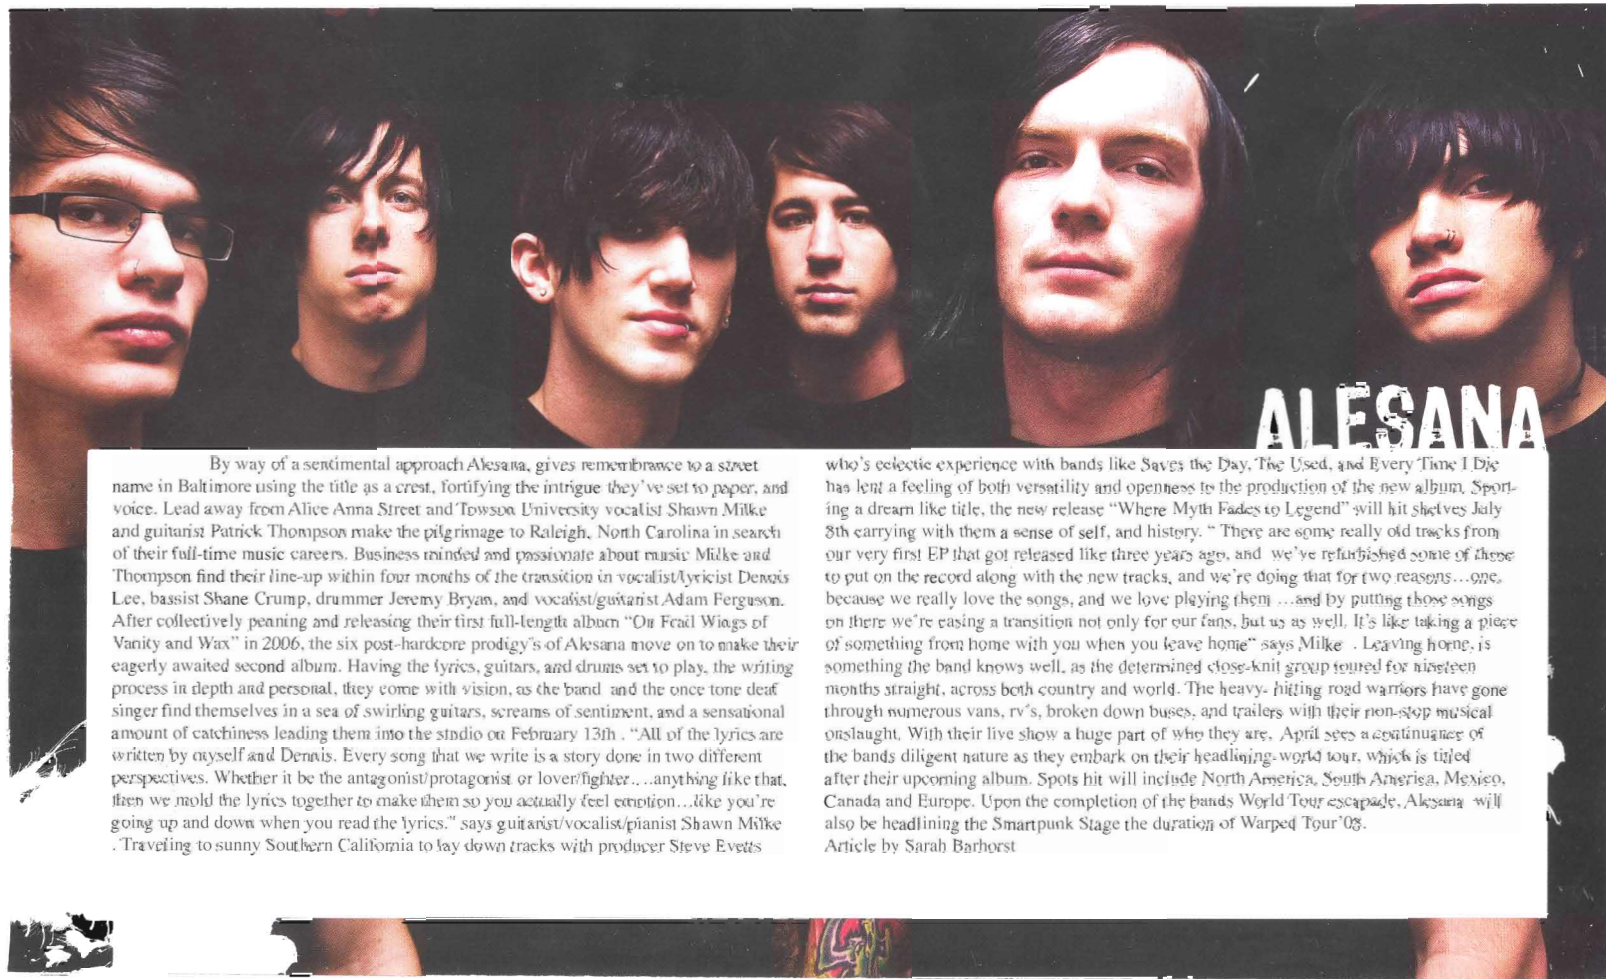 ALESANA
By way of a sentimental approach Alesana, gives remembrance to a street
name in Baltimore using the title as a crest, fortifying the intrigue they've set to paper, and
voice. Lead away from Alice Anna Street and Towson University vocalist Shawn Milke
and guitarist Patrick Thompson make the pilgrimage to Raleigh, North Carolina in search
of their full-time music careers. Business minded and passionate about music Milke and
Thompson find their line-up within four months of the transition in vocalist/lyricist Dennis
Lee, bassist Shane Crump, drummer Jeremy Bryan, and vocalist/guitarist Adam Ferguson.
After collectively penning and releasing their first full-length album "On Frail Wings of
Vanity and Wax" in 2006, the six post-hardcore prodigy's of Alesana move on to make their
eagerly awaited second album. Having the lyrics, guitars, and drums set to play, the writing
process in depth and personal, they come with vision, as the band and the once tone deaf
singer find themselves in a sea of swirling guitars, screams of sentiment, and a sensational
amount of catchiness leading them into the studio on February 13th . "All of the lyrics are
written by myself and Dennis. Every song that we write is a story done in two different
perspectives. Whether it be the antagonist/protagonist or lover/fighter....anything like that,
then we mold the lyrics together to make them so you actually feel emotion...like you're
going up and down when you read the lyrics." says guitarist/vocalist/pianist Shawn Milke
. Traveling to sunny Southern California to lay down tracks with producer Steve Evetts
who's eclectic experience with bands like Saves the Day, The Used, and Every Time I Die
has lent a feeling of both versatility and openness to the production of the new album. Sport-
ing a dream like title, the new release "Where Myth Fades to Legend" will hit shelves July
8th carrying with them a sense of self, and history. " There are some really old tracks from
our very first EP that got released like three years ago, and we've refurbished some of those
to put on the record along with the new tracks, and we're doing that for two reasons...one,
because we really love the songs, and we love playing them ...and by putting those songs
on there we're easing a transition not only for our fans, but us as well. It's like taking a piece
of something from home with you when you leave home" says Milke . Leaving home, is
something the band knows well, as the determined close-knit group toured for nineteen
months straight, across both country and world. The heavy- hitting road warriors have gone
through numerous vans, rv's, broken down buses, and trailers with their non-stop musical
onslaught. With their live show a huge part of who they are, April sees a continuance of
the bands diligent nature as they embark on their headlining-world tour, which is titled
after their upcoming album. Spots hit will include North America, South America, Mexico,
Canada and Europe. Upon the completion of the bands World Tour escapade, Alesana will
also be headlining the Smartpunk Stage the duration of Warped Tour'08.
Article by Sarah Barhorst